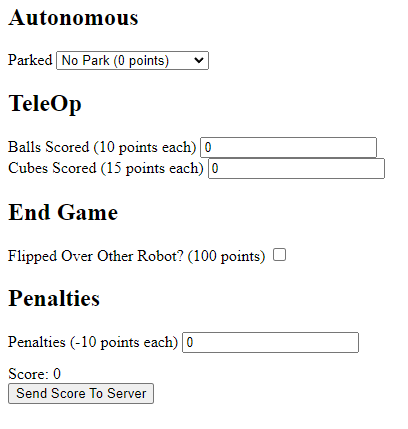 Autonomous
Parked No Park (0 points)
TeleOp
Balls Scored (10 points each) 0
Cubes Scored (15 points each) 0
End Game
Flipped Over Other Robot? (100 points)
Penalties
Penalties (-10 points each) 0
Score: 0
Send Score To Server